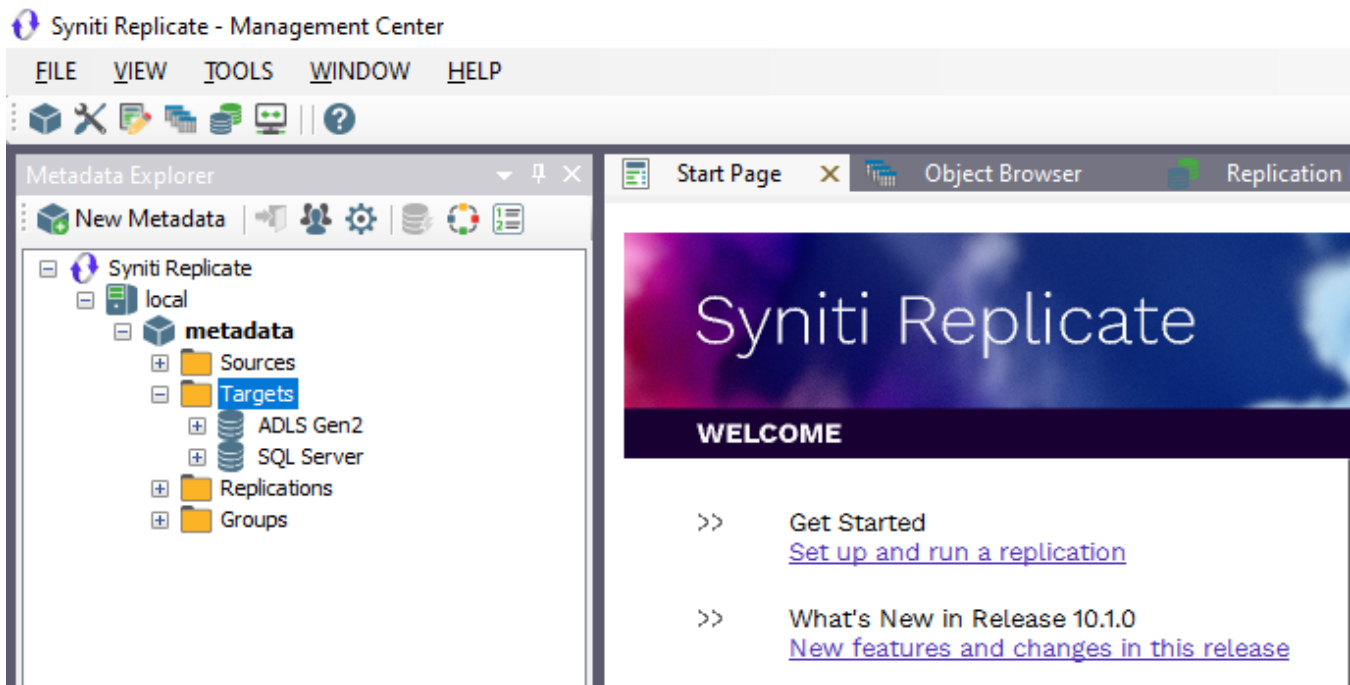 Syniti Replicate - Management Center
FILE VIEW TOOLS WINDOW HELP
Metadata Explorer
Start Page Object Browser Replication
New Metadata
Syniti Replicate
local
metadata
Sources
Targets
ADLS Gen2
SQL Server
Replications
Groups
Syniti Replicate
WELCOME
>> Get Started
Set up and run a replication
>> What's New in Release 10.1.0
New features and changes in this release